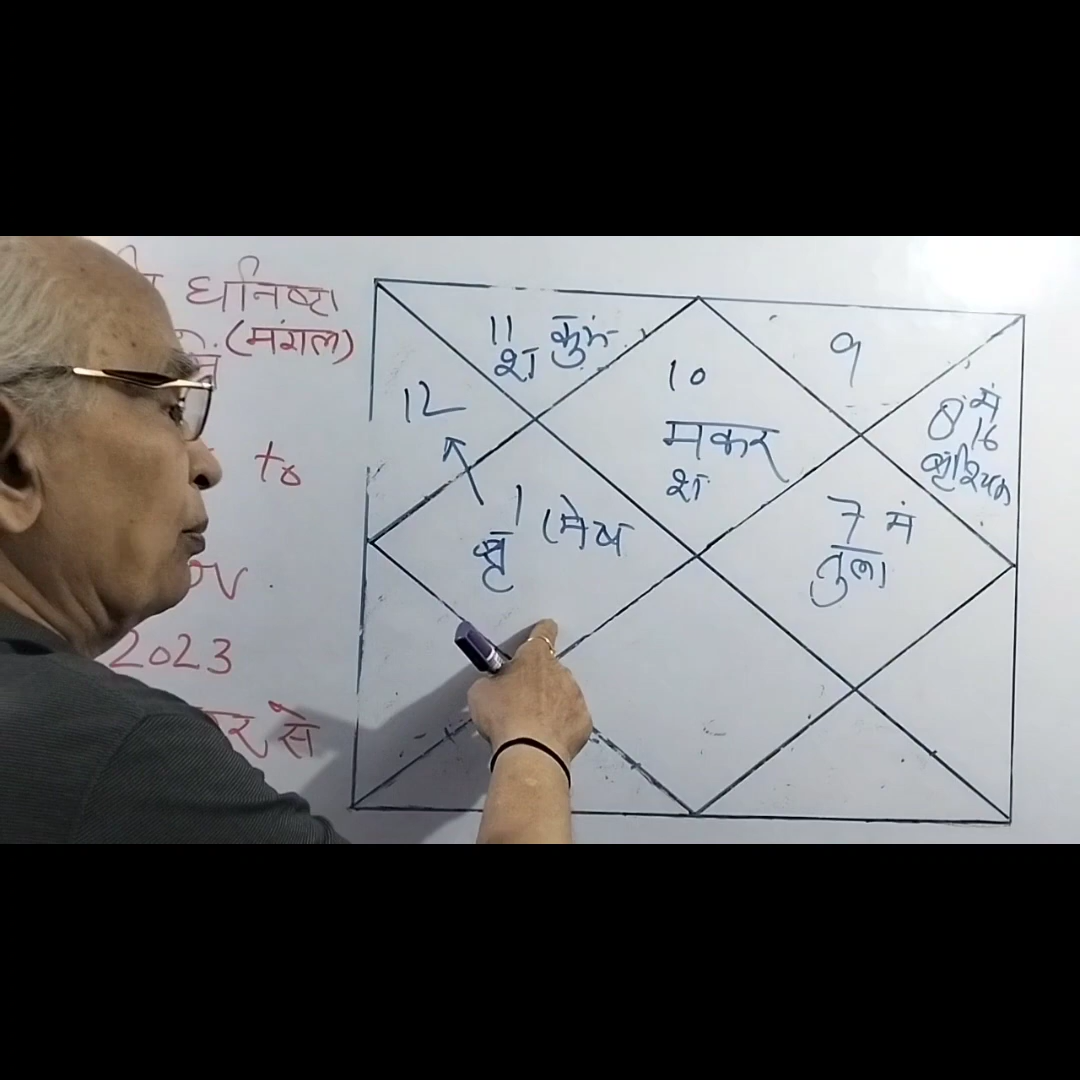 धनिष्टा
(मंगल)
to
2023
से
11 कुंभ
श
12
10
मकर
श
9
8 मं
16
वृश्चिक
1 मेष
बृ
7 मं
तुला